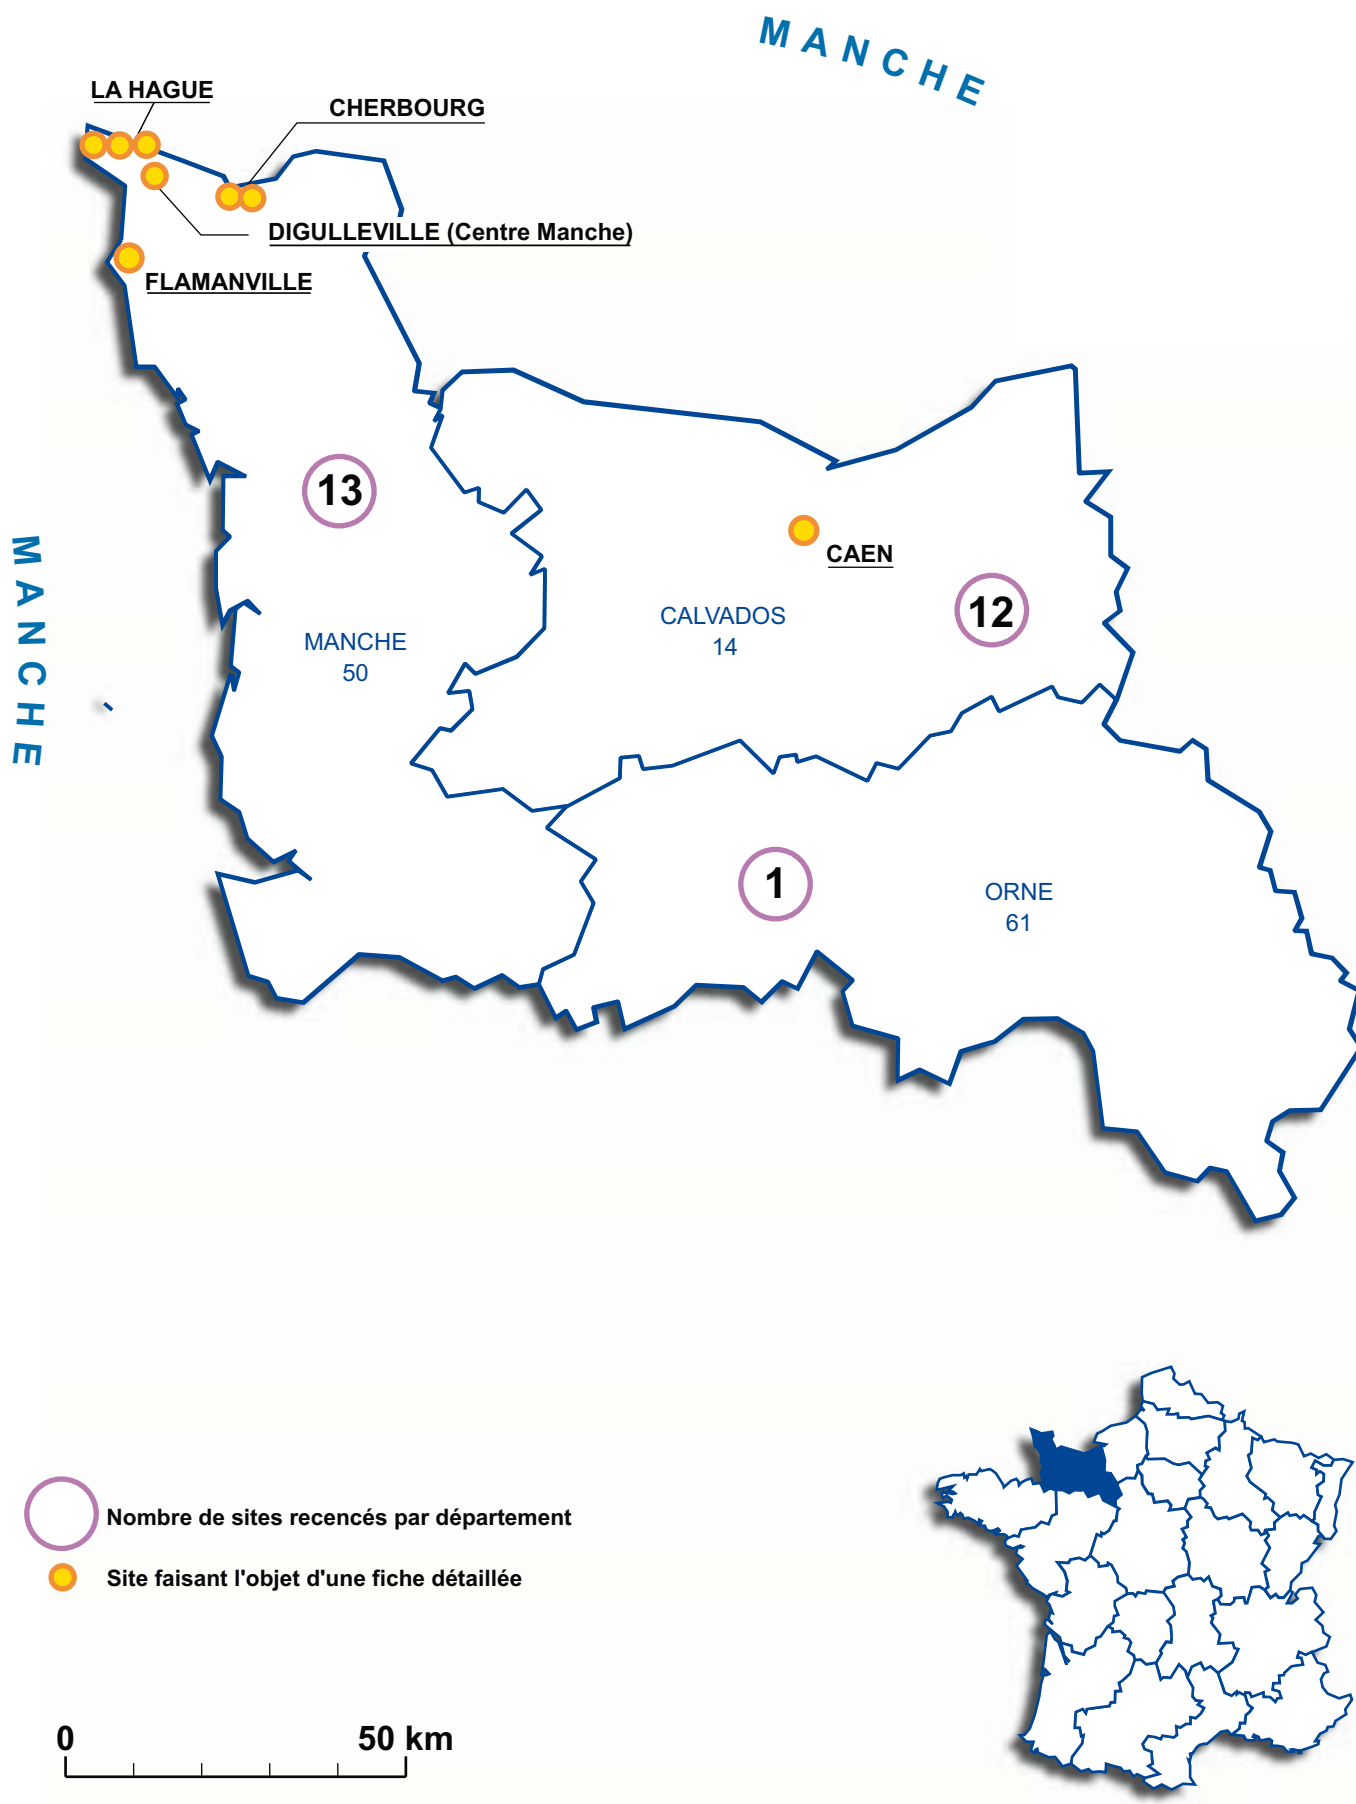 MANCHE
LA HAGUE
CHERBOURG
DIGULLEVILLE (Centre Manche)
FLAMANVILLE
13
MANCHE
CAEN
12
CALVADOS
14
MANCHE
50
1
ORNE
61
Nombre de sites recencés par département
Site faisant l'objet d'une fiche détaillée
0 50 km